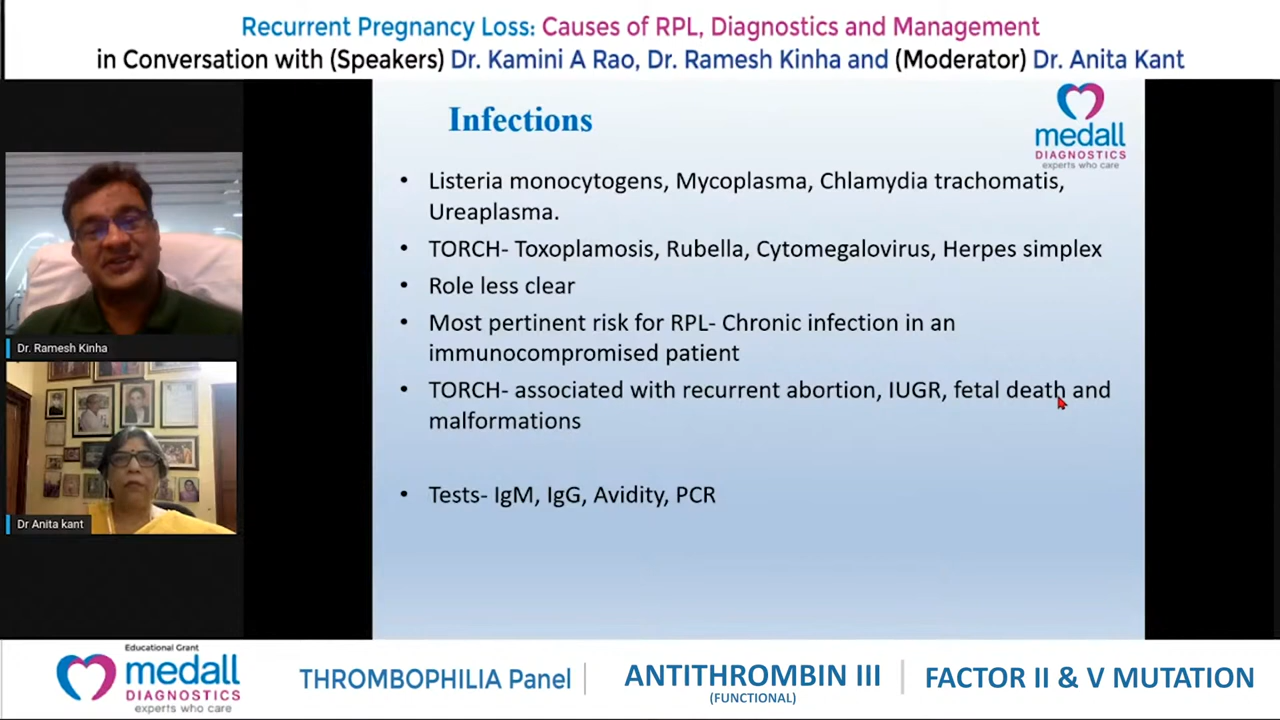 Recurrent Pregnancy Loss: Causes of RPL, Diagnostics and Management
in Conversation with (Speakers) Dr. Kamini A Rao, Dr. Ramesh Kinha and (Moderator) Dr. Anita Kant
Infections
medall
DIAGNOSTICS
experts who care
• Listeria monocytogens, Mycoplasma, Chlamydia trachomatis,
Ureaplasma.
• TORCH- Toxoplamosis, Rubella, Cytomegalovirus, Herpes simplex
• Role less clear
• Most pertinent risk for RPL- Chronic infection in an
immunocompromised patient
• TORCH- associated with recurrent abortion, IUGR, fetal death and
malformations
• Tests- IgM, IgG, Avidity, PCR
Dr. Ramesh Kinha
Dr Anita kant
Educational Grant
medall
DIAGNOSTICS
experts who care
THROMBOPHILIA Panel
ANTITHROMBIN III
(FUNCTIONAL)
FACTOR II & V MUTATION